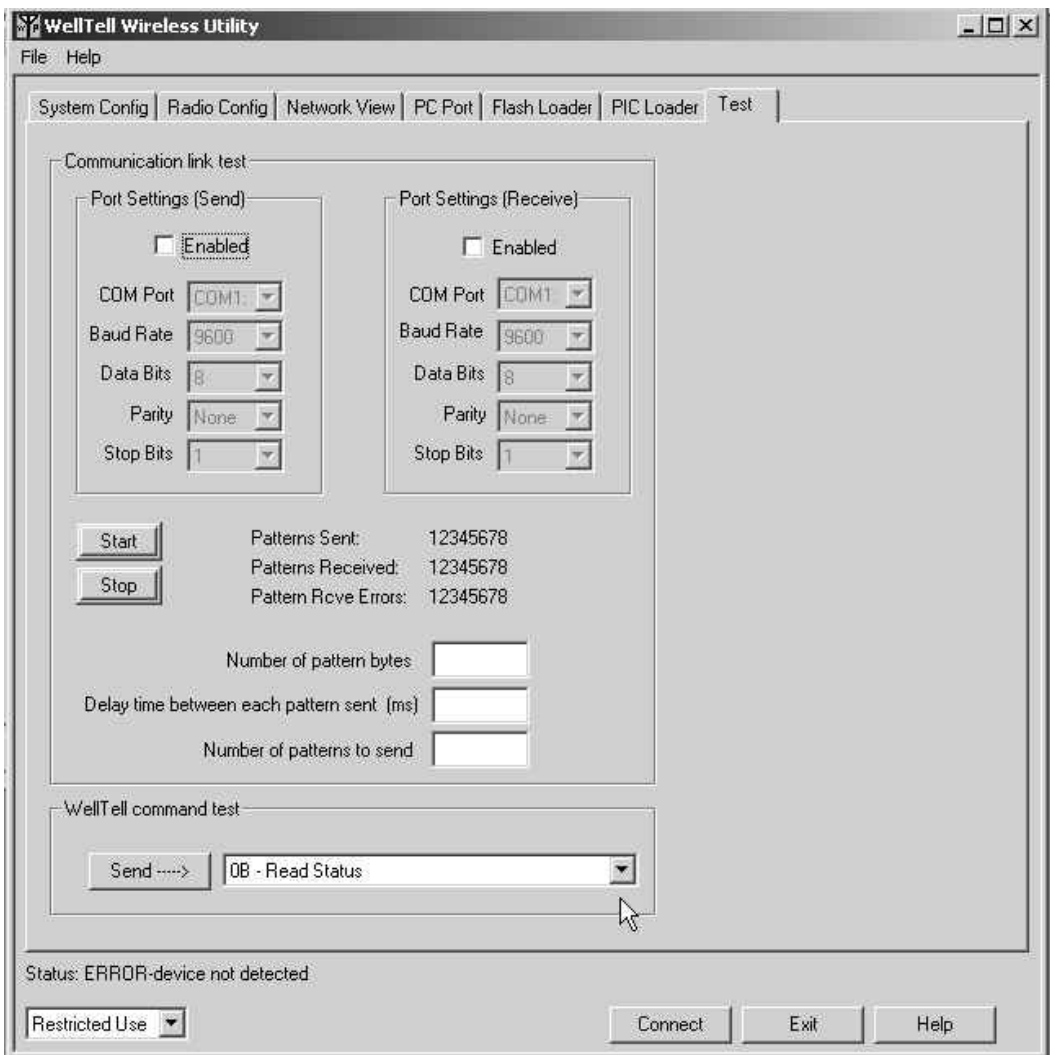 WellTell Wireless Utility
File Help
System Config Radio Config Network View PC Port Flash Loader PIC Loader Test
Communication link test
Port Settings (Send)
Enabled
COM Port COM1:
Baud Rate 9600
Data Bits 8
Parity None
Stop Bits 1
Port Settings (Receive)
Enabled
COM Port COM1
Baud Rate 9600
Data Bits 8
Parity None
Stop Bits 1
Start
Stop
Patterns Sent: 12345678
Patterns Received: 12345678
Pattern Rcve Errors: 12345678
Number of pattern bytes
Delay time between each pattern sent (ms)
Number of patterns to send
WellTell command test
Send ----->
0B - Read Status
Status: ERROR-device not detected
Restricted Use
Connect Exit Help